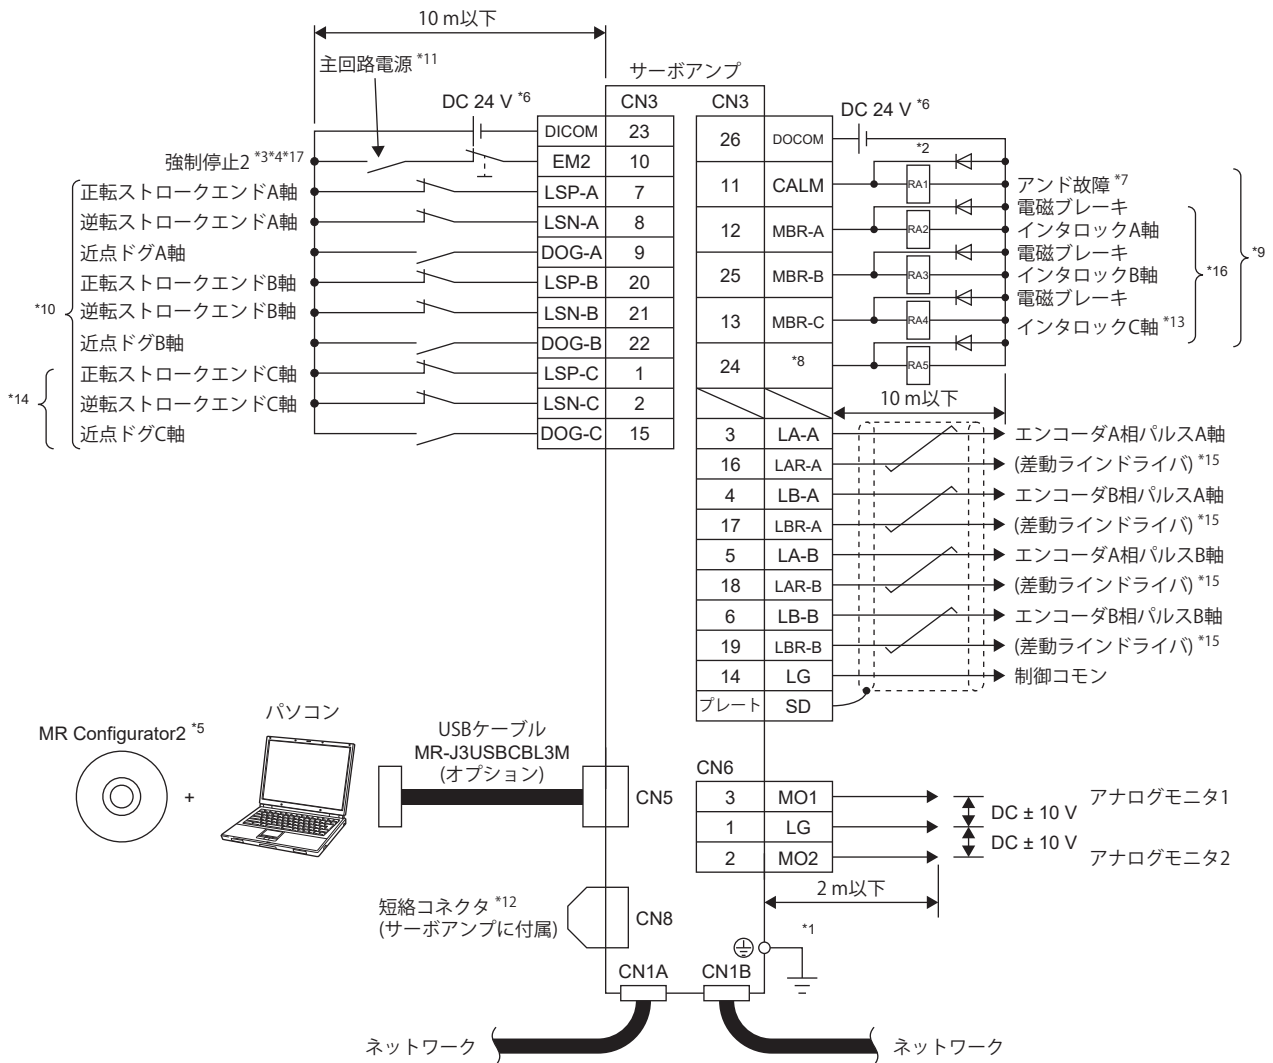 10 m以下
主回路電源 *11
サーボアンプ
DC 24 V *6
CN3
CN3
DC 24 V *6
DICOM 23
強制停止2 *3*4*17 EM2 10
正転ストロークエンドA軸 LSP-A 7
逆転ストロークエンドA軸 LSN-A 8
近点ドグA軸 DOG-A 9
正転ストロークエンドB軸 LSP-B 20
*10 逆転ストロークエンドB軸 LSN-B 21
近点ドグB軸 DOG-B 22
正転ストロークエンドC軸 LSP-C 1
*14 逆転ストロークエンドC軸 LSN-C 2
近点ドグC軸 DOG-C 15
26 DOCOM
*2
11 CALM RA1 アンド故障 *7
電磁ブレーキ
12 MBR-A RA2 インタロックA軸
電磁ブレーキ
25 MBR-B RA3 インタロックB軸 *16 *9
電磁ブレーキ
13 MBR-C RA4 インタロックC軸 *13
24 *8 RA5
10 m以下
3 LA-A エンコーダA相パルスA軸
16 LAR-A (差動ラインドライバ) *15
4 LB-A エンコーダB相パルスA軸
17 LBR-A (差動ラインドライバ) *15
5 LA-B エンコーダA相パルスB軸
18 LAR-B (差動ラインドライバ) *15
6 LB-B エンコーダB相パルスB軸
19 LBR-B (差動ラインドライバ) *15
14 LG 制御コモン
プレート SD
MR Configurator2 *5
+
パソコン
USBケーブル
MR-J3USBCBL3M
(オプション)
CN5
CN6
3 MO1 アナログモニタ1
DC ± 10 V
1 LG
DC ± 10 V
2 MO2 アナログモニタ2
2 m以下
短絡コネクタ *12
(サーボアンプに付属)
CN8
*1
CN1A CN1B
ネットワーク ネットワーク